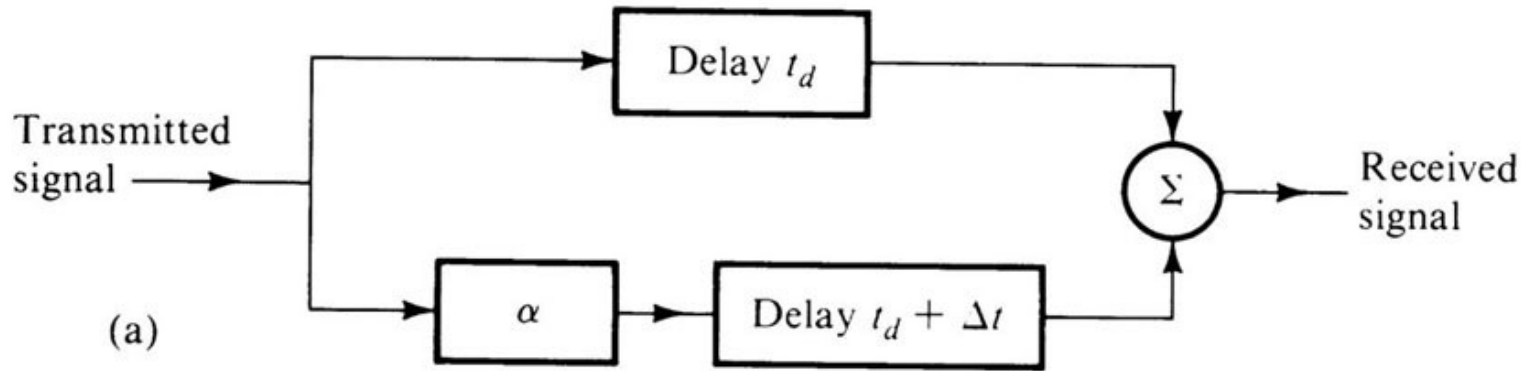 Delay t_d
Transmitted
signal
Σ
Received
signal
α
Delay t_d + Δt
(a)